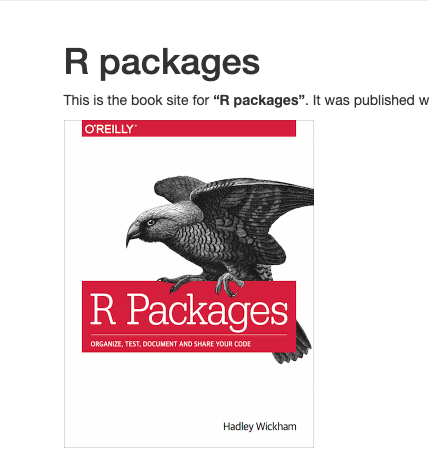 R packages
This is the book site for “R packages”. It was published w
O'REILLY®
R Packages
ORGANIZE, TEST, DOCUMENT AND SHARE YOUR CODE
Hadley Wickham